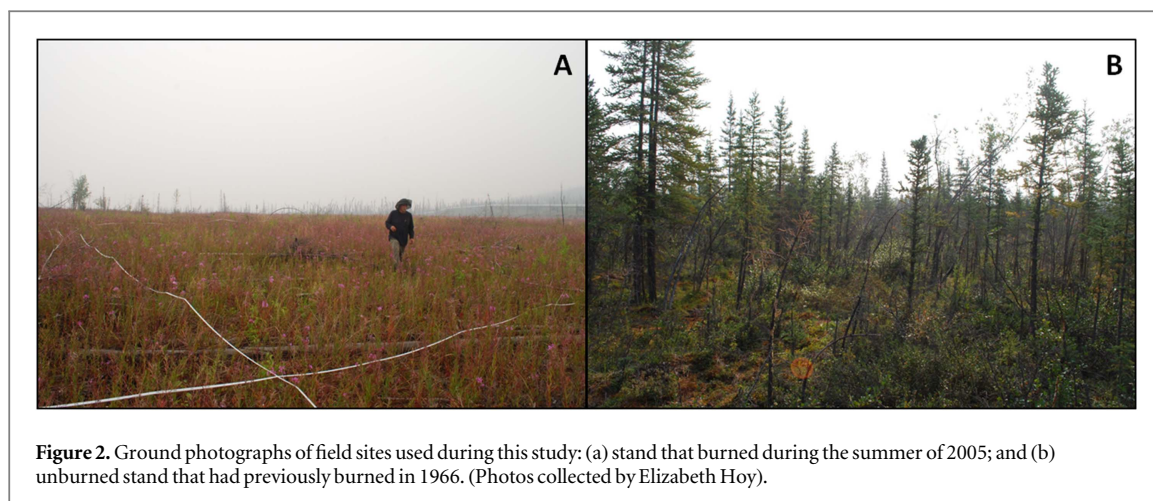 A
B
Figure 2. Ground photographs of field sites used during this study: (a) stand that burned during the summer of 2005; and (b)
unburned stand that had previously burned in 1966. (Photos collected by Elizabeth Hoy).